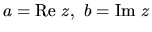 a = Re z, b = Im z